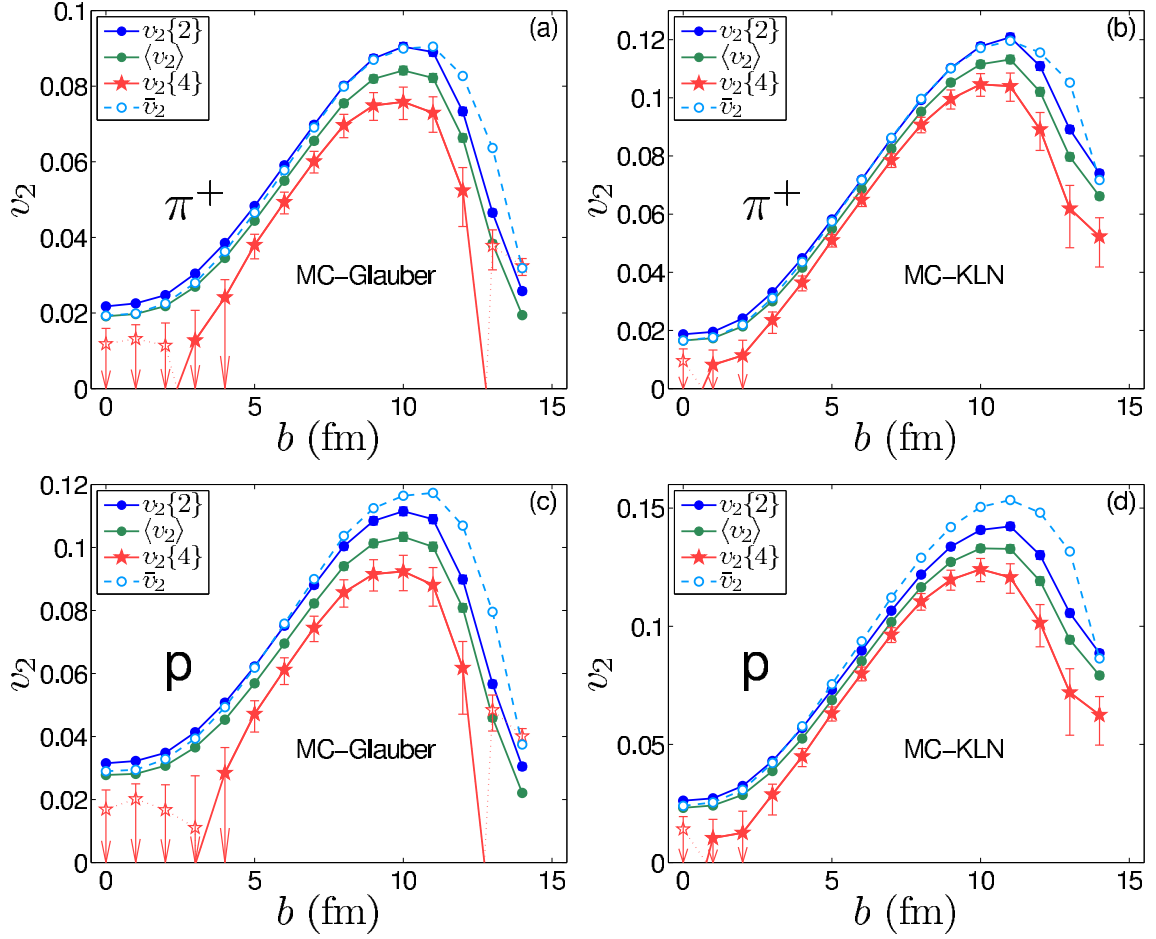 (a)
v₂{2}
⟨v₂⟩
v₂{4}
v̄₂
π⁺
MC–Glauber
v₂
0.1
0.08
0.06
0.04
0.02
0
0
5
10
15
b (fm)
(b)
v₂{2}
⟨v₂⟩
v₂{4}
v̄₂
π⁺
MC–KLN
v₂
0.12
0.1
0.08
0.06
0.04
0.02
0
0
5
10
15
b (fm)
(c)
v₂{2}
⟨v₂⟩
v₂{4}
v̄₂
p
MC–Glauber
v₂
0.12
0.1
0.08
0.06
0.04
0.02
0
0
5
10
15
b (fm)
(d)
v₂{2}
⟨v₂⟩
v₂{4}
v̄₂
p
MC–KLN
v₂
0.15
0.1
0.05
0
0
5
10
15
b (fm)